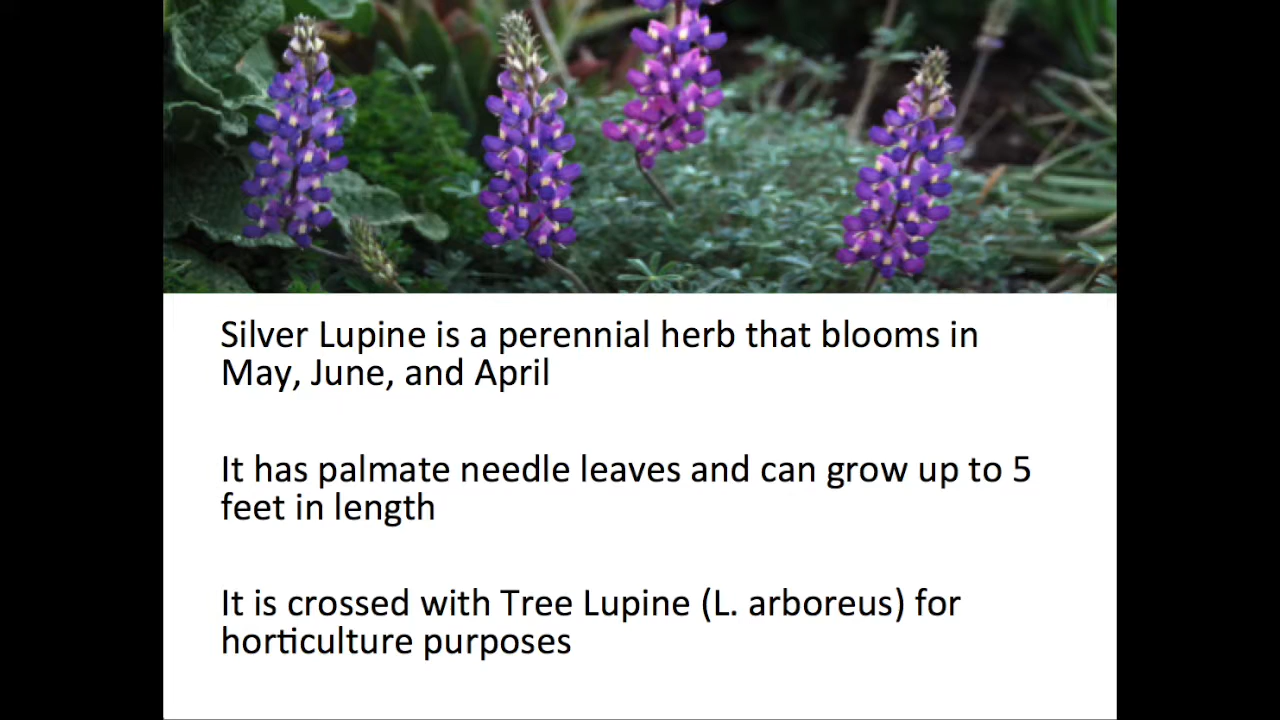 Silver Lupine is a perennial herb that blooms in
May, June, and April
It has palmate needle leaves and can grow up to 5
feet in length
It is crossed with Tree Lupine (L. arboreus) for
horticulture purposes